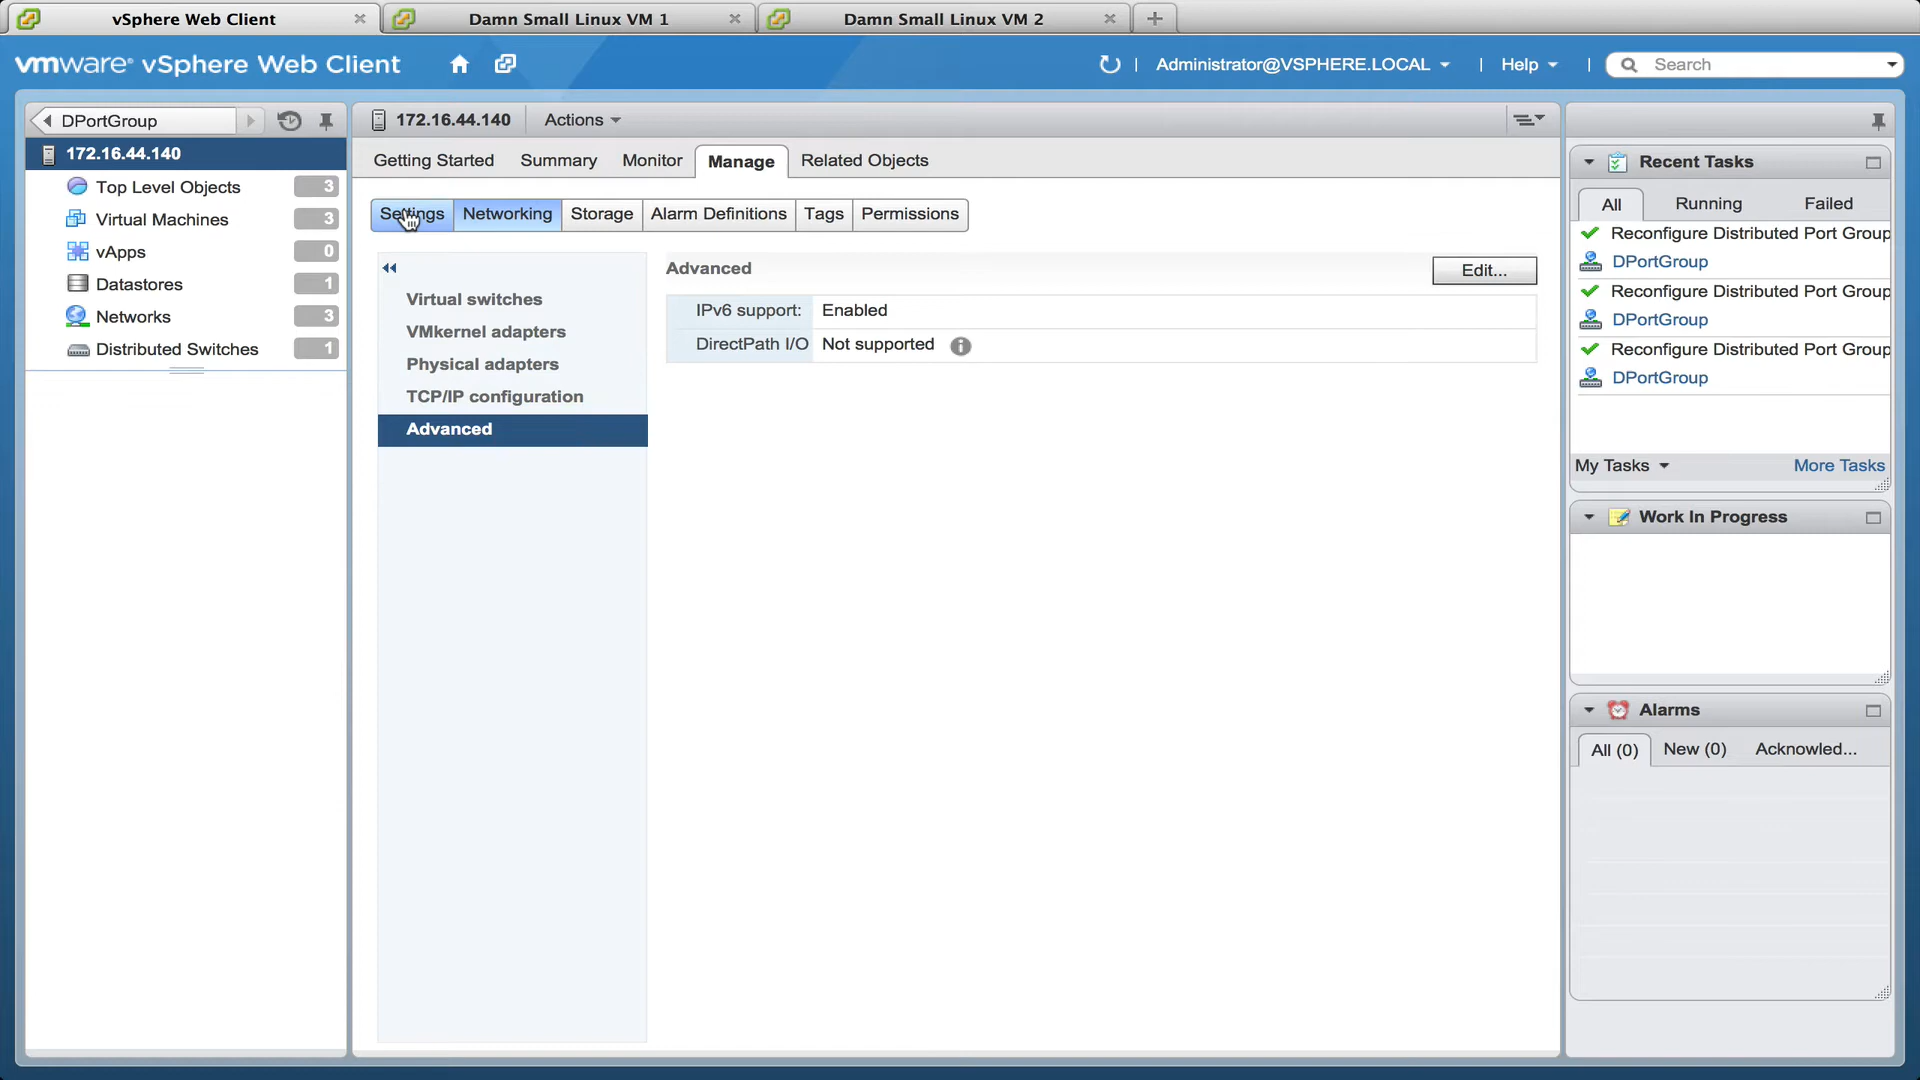 vSphere Web Client
Damn Small Linux VM 1
Damn Small Linux VM 2
vmware® vSphere Web Client
Administrator@VSPHERE.LOCAL
Help
Search
DPortGroup
172.16.44.140
Top Level Objects 3
Virtual Machines 3
vApps 0
Datastores 1
Networks 3
Distributed Switches 1
172.16.44.140
Actions
Getting Started
Summary
Monitor
Manage
Related Objects
Settings
Networking
Storage
Alarm Definitions
Tags
Permissions
Virtual switches
VMkernel adapters
Physical adapters
TCP/IP configuration
Advanced
Advanced
Edit...
IPv6 support: Enabled
DirectPath I/O Not supported
Recent Tasks
All
Running
Failed
Reconfigure Distributed Port Group
DPortGroup
Reconfigure Distributed Port Group
DPortGroup
Reconfigure Distributed Port Group
DPortGroup
My Tasks
More Tasks
Work In Progress
Alarms
All (0)
New (0)
Acknowled...